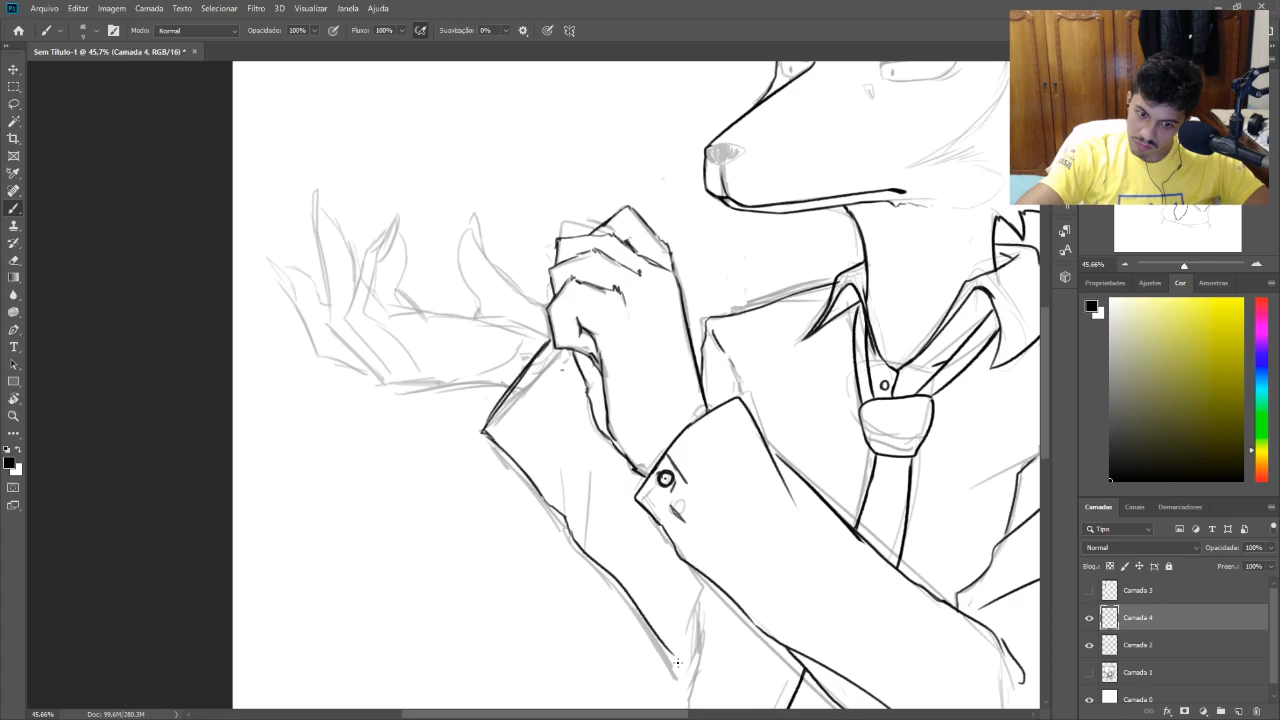 Ps Arquivo Editar Imagem Camada Texto Selecionar Filtro 3D Visualizar Janela Ajuda
9 Modo: Normal Opacidade: 100% Fluxo: 100% Suavização: 0%
Sem Título-1 @ 45.7% (Camada 4, RGB/16) * ×
45.66%
Propriedades Ajustes Cor Amostras
Camadas Canais Demarcadores
Tipo
Normal Opacidade: 100%
Bloq.: Preen.: 100%
Camada 3
Camada 4
Camada 2
Camada 1
Camada 0
45.66% Doc: 99.6M/280.3M